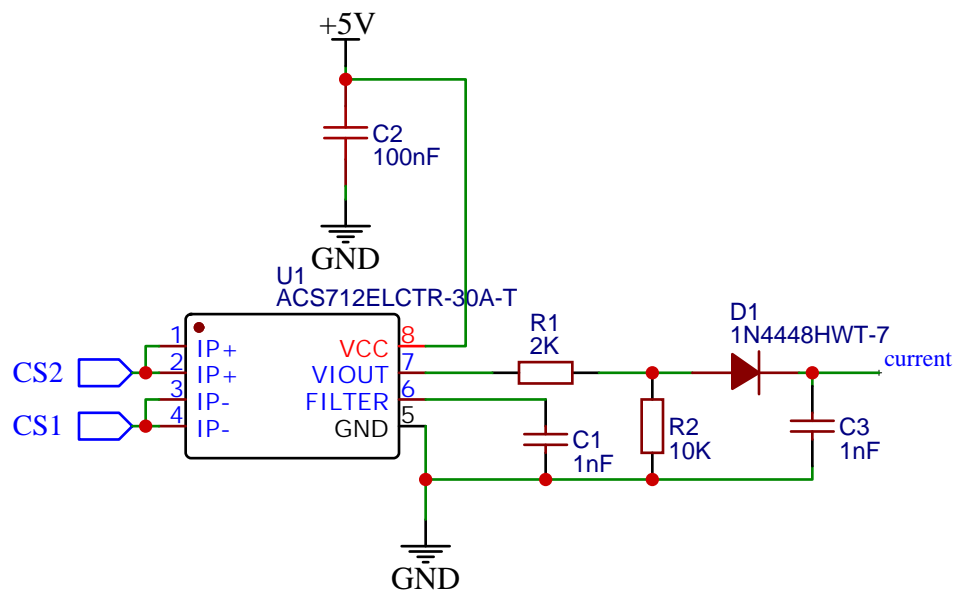 +5V
C2
100nF
GND
U1
ACS712ELCTR-30A-T
1
IP+
2
IP+
3
IP-
4
IP-
VCC
8
VIOUT
7
FILTER
6
GND
5
CS2
CS1
R1
2K
D1
1N4448HWT-7
current
R2
10K
C1
1nF
C3
1nF
GND